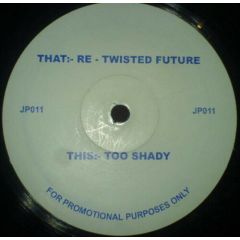 THAT:- RE - TWISTED FUTURE
JP011
JP011
THIS:- TOO SHADY
FOR PROMOTIONAL PURPOSES ONLY